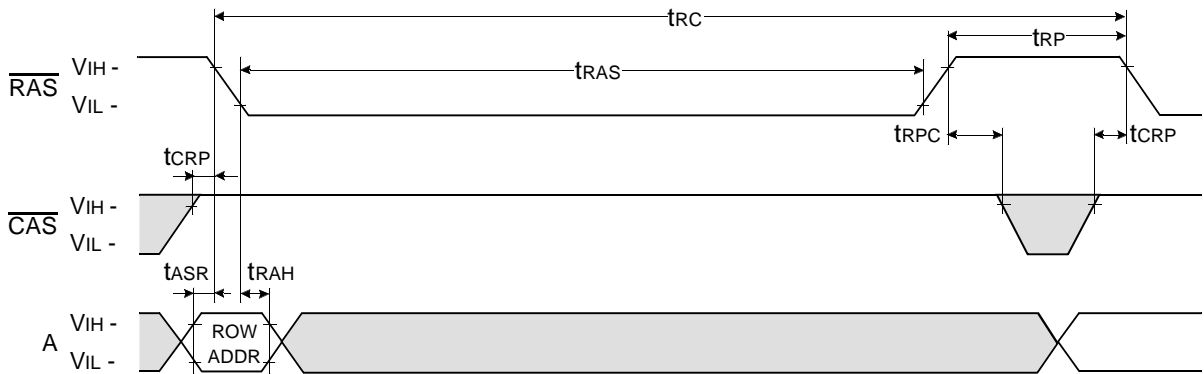 tRC
tRP
RAS
VIH -
VIL -
tRAS
tRPC
tCRP
tCRP
CAS
VIH -
VIL -
tASR
tRAH
A
VIH -
VIL -
ROW
ADDR